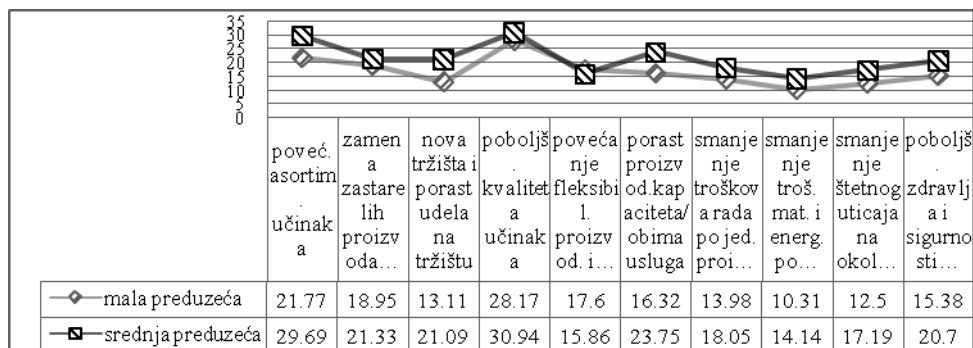 35
30
25
20
15
10
5
0
poveć.
asortim
.
učinak
a
zamen
a
zastare
lih
proizv
oda...
nova
tržišta i
porast
udela
na
tržištu
poboljš
.
kvalitet
a
učinak
a
poveća
nje
fleksibi
l.
proizv
od. i...
porast
proizv
od.kap
aciteta/
obima
usluga
smanje
nje
troškov
a rada
po jed.
proi...
smanje
nje
troš.
mat. i
energ.
po...
smanje
nje
štetnog
uticaja
na
okol...
poboljš
.
zdravlj
a i
sigurno
sti...
mala preduzeća 21.77 18.95 13.11 28.17 17.6 16.32 13.98 10.31 12.5 15.38
srednja preduzeća 29.69 21.33 21.09 30.94 15.86 23.75 18.05 14.14 17.19 20.7